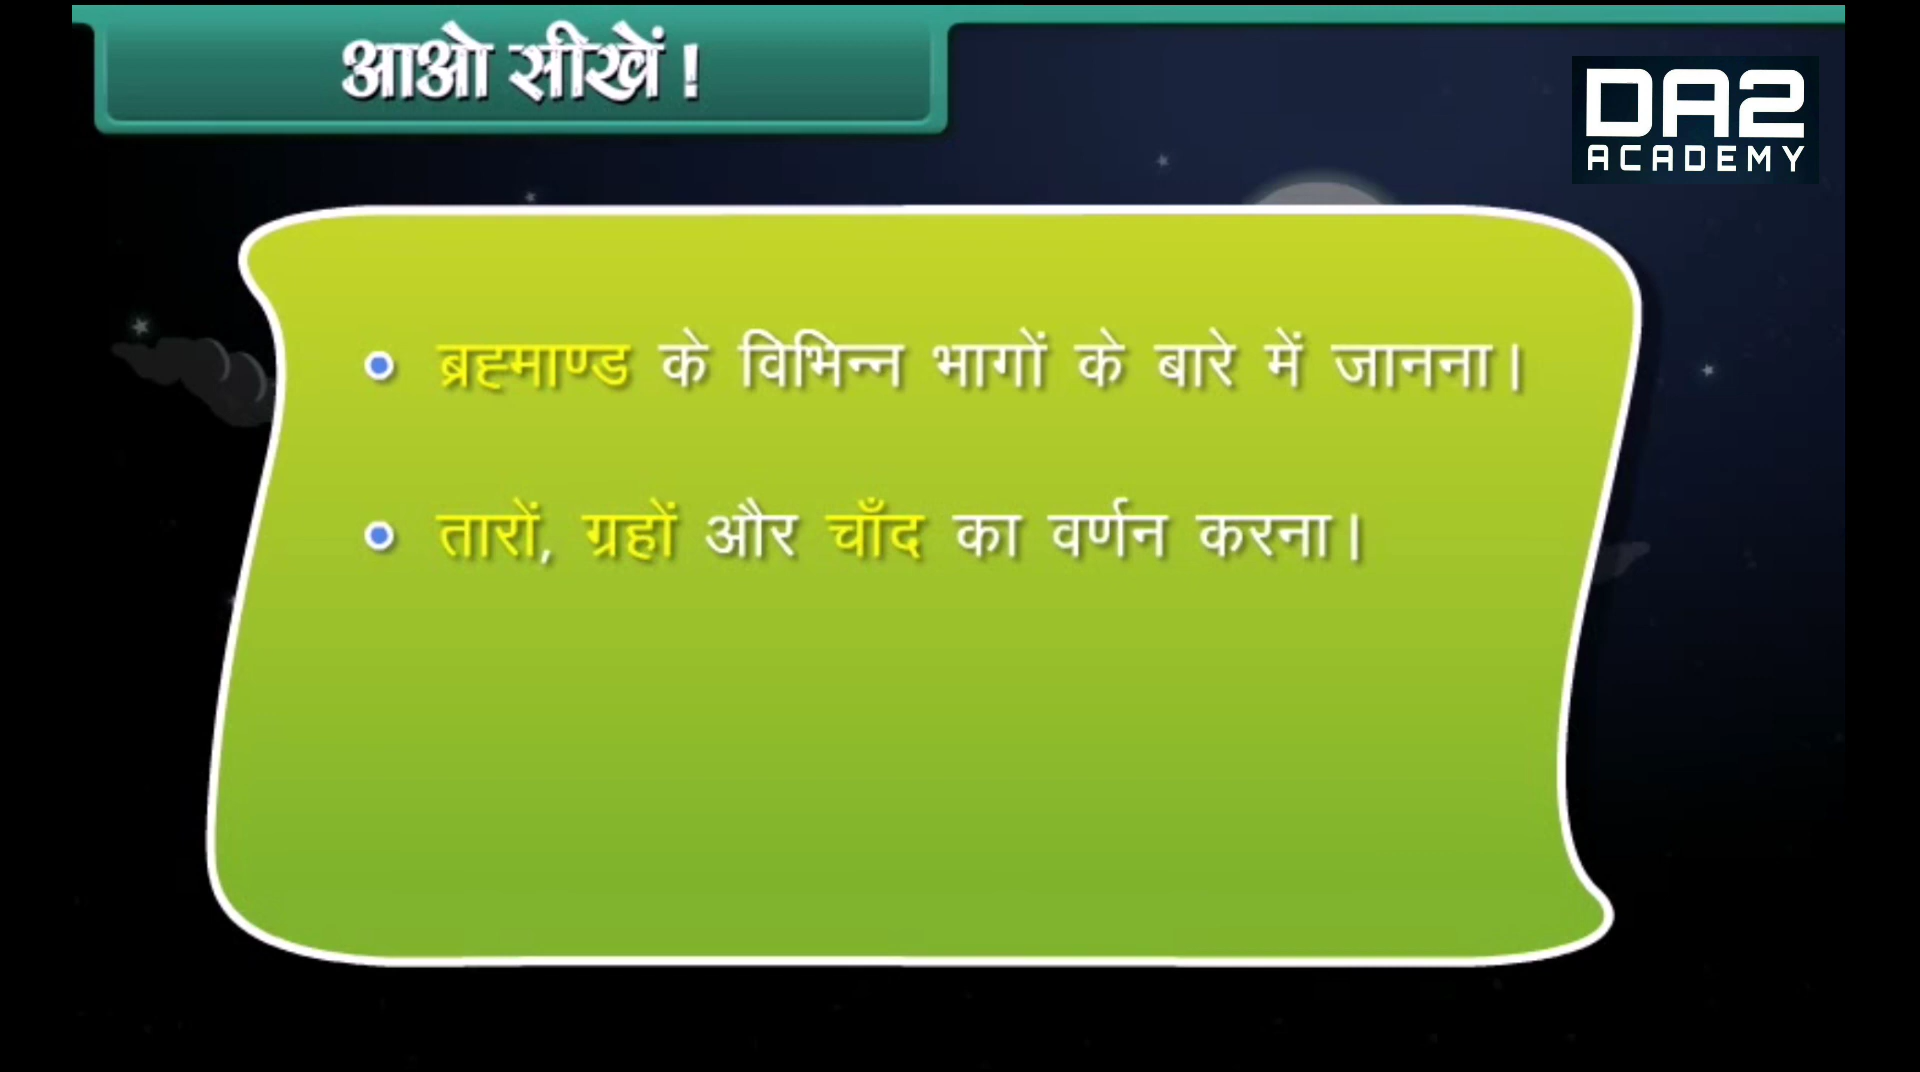 आओ सीखें !
DA2
ACADEMY
ब्रह्माण्ड के विभिन्न भागों के बारे में जानना।
तारों, ग्रहों और चाँद का वर्णन करना।